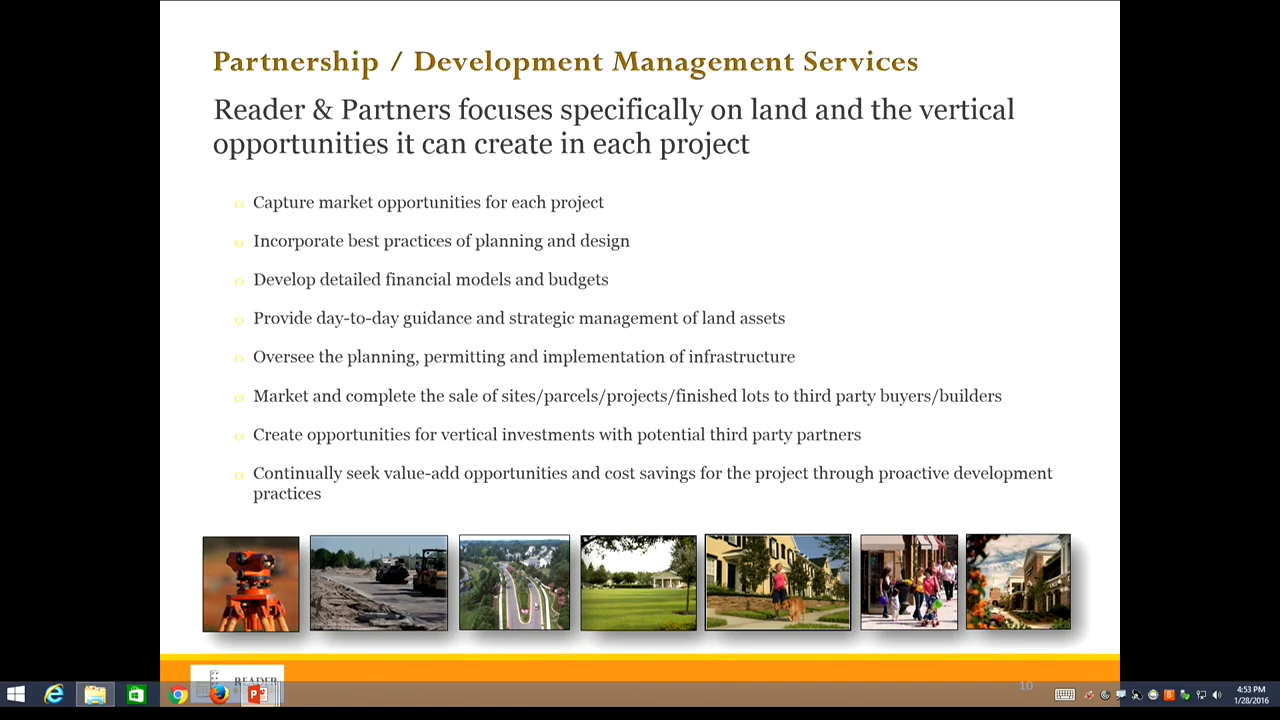 Partnership / Development Management Services
Reader & Partners focuses specifically on land and the vertical
opportunities it can create in each project
Capture market opportunities for each project
Incorporate best practices of planning and design
Develop detailed financial models and budgets
Provide day-to-day guidance and strategic management of land assets
Oversee the planning, permitting and implementation of infrastructure
Market and complete the sale of sites/parcels/projects/finished lots to third party buyers/builders
Create opportunities for vertical investments with potential third party partners
Continually seek value-add opportunities and cost savings for the project through proactive development
practices
READER
10
4:53 PM
1/28/2016